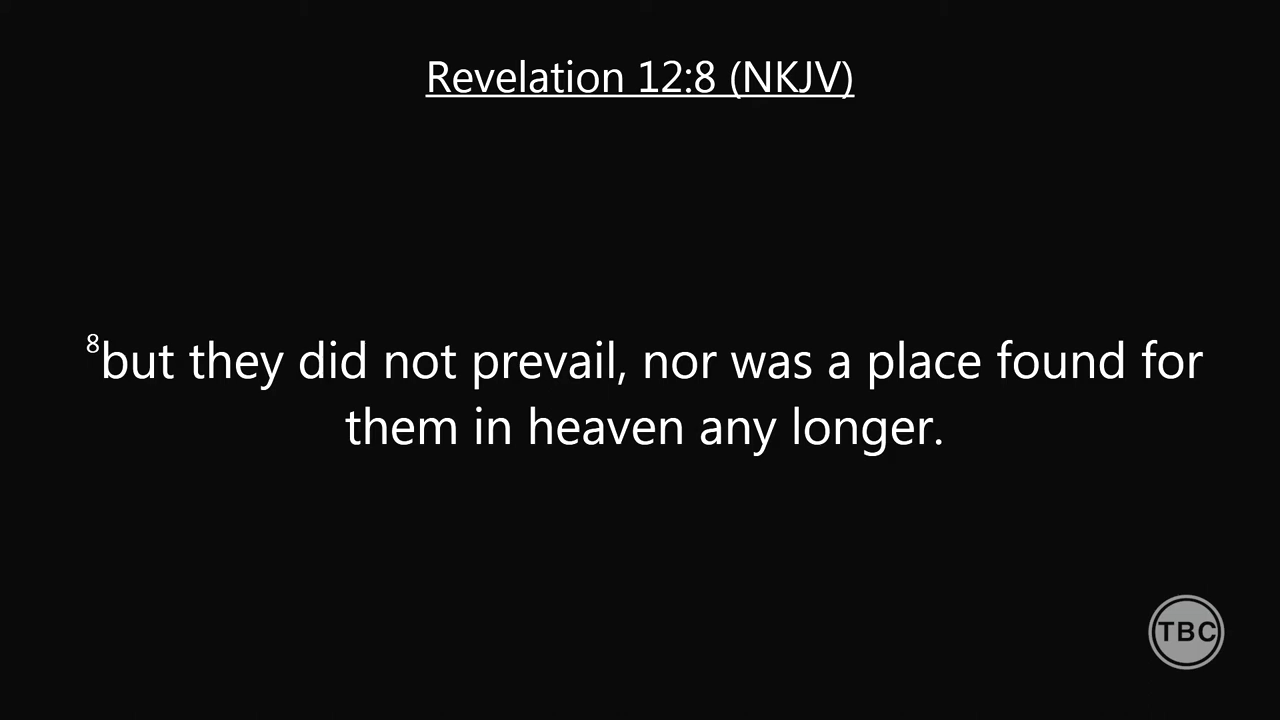 Revelation 12:8 (NKJV)
8but they did not prevail, nor was a place found for
them in heaven any longer.
TBC